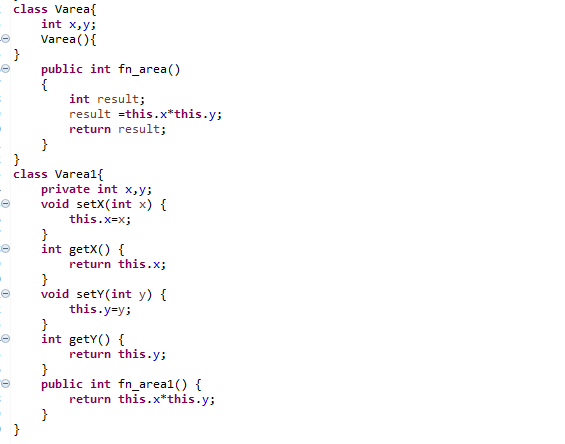 class Varea{
    int x,y;
    Varea(){
}
    public int fn_area()
    {
        int result;
        result =this.x*this.y;
        return result;
    }
}
class Varea1{
    private int x,y;
    void setX(int x) {
        this.x=x;
    }
    int getX() {
        return this.x;
    }
    void setY(int y) {
        this.y=y;
    }
    int getY() {
        return this.y;
    }
    public int fn_area1() {
        return this.x*this.y;
    }
}